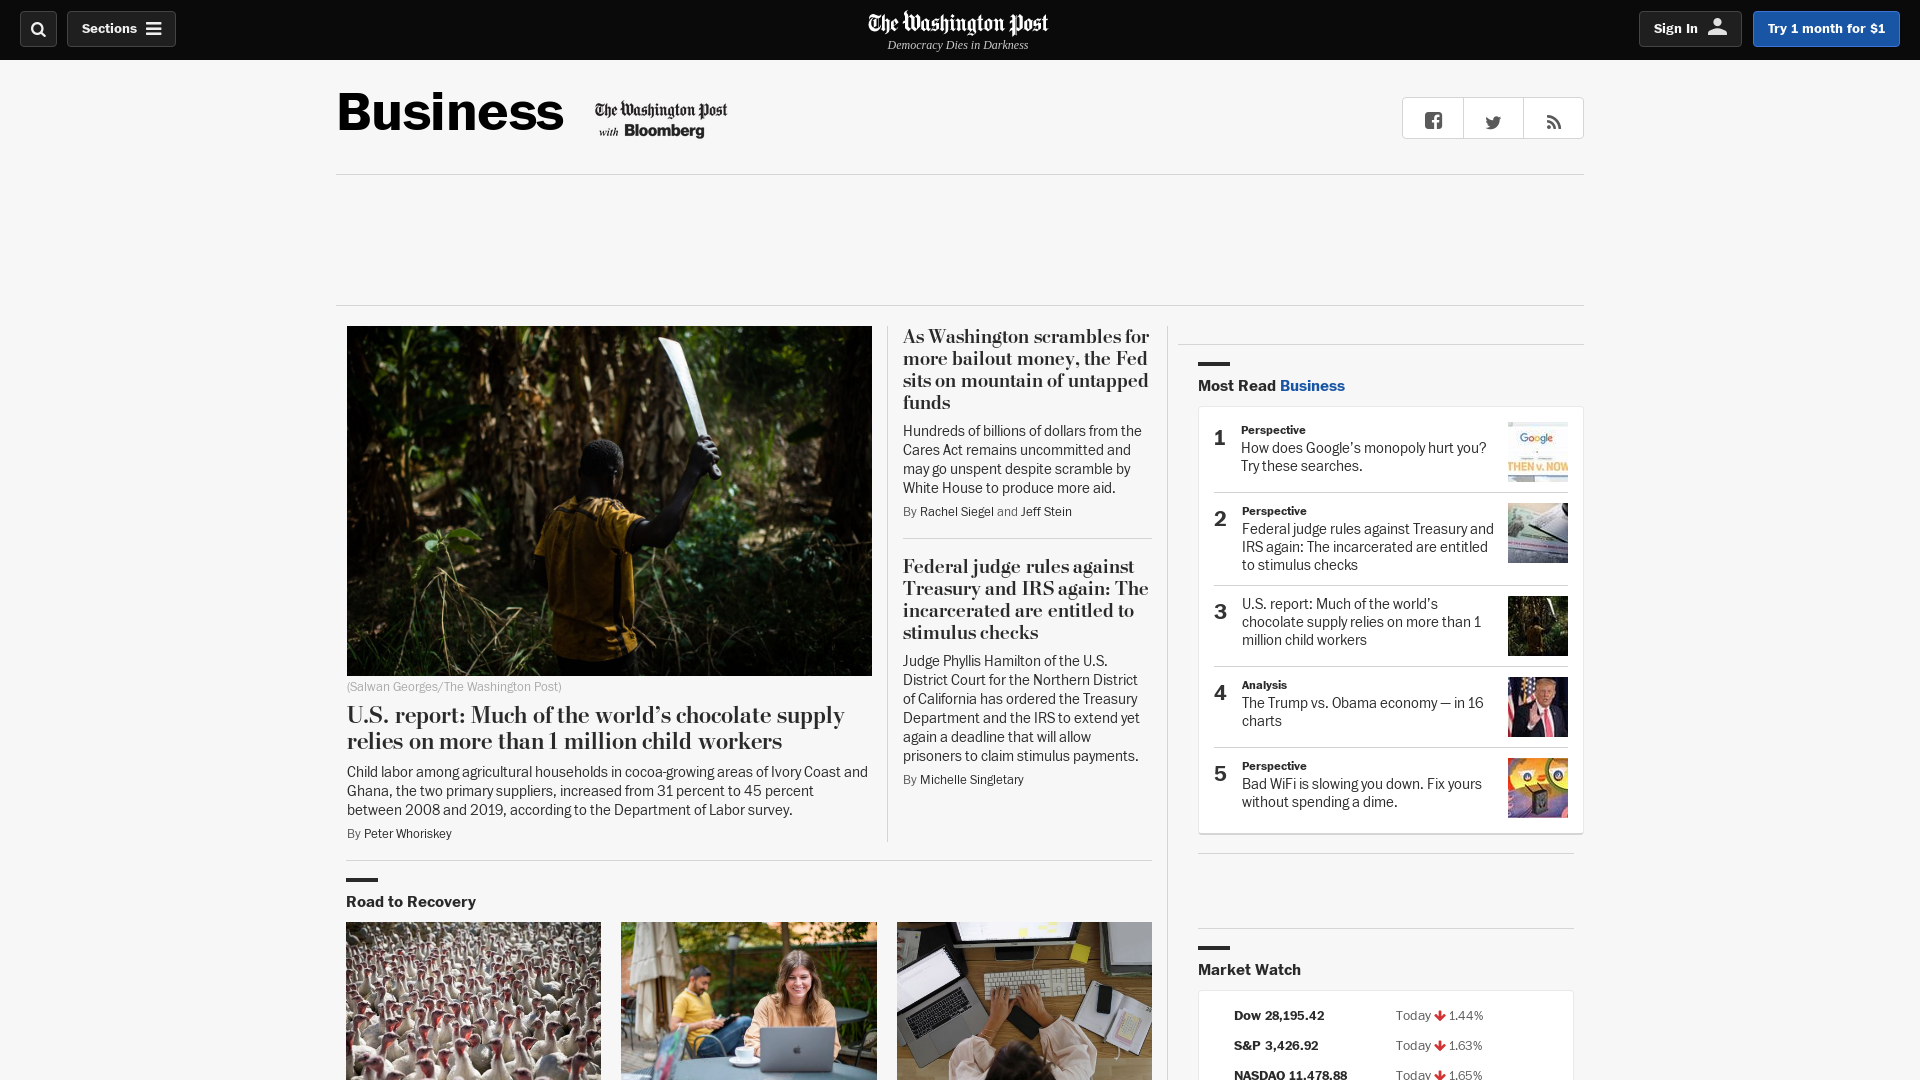 Sections
The Washington Post
Democracy Dies in Darkness
Sign In
Try 1 month for $1
Business
The Washington Post
with Bloomberg
(Salwan Georges/The Washington Post)
U.S. report: Much of the world’s chocolate supply
relies on more than 1 million child workers
Child labor among agricultural households in cocoa-growing areas of Ivory Coast and
Ghana, the two primary suppliers, increased from 31 percent to 45 percent
between 2008 and 2019, according to the Department of Labor survey.
By Peter Whoriskey
As Washington scrambles for
more bailout money, the Fed
sits on mountain of untapped
funds
Hundreds of billions of dollars from the
Cares Act remains uncommitted and
may go unspent despite scramble by
White House to produce more aid.
By Rachel Siegel and Jeff Stein
Federal judge rules against
Treasury and IRS again: The
incarcerated are entitled to
stimulus checks
Judge Phyllis Hamilton of the U.S.
District Court for the Northern District
of California has ordered the Treasury
Department and the IRS to extend yet
again a deadline that will allow
prisoners to claim stimulus payments.
By Michelle Singletary
Road to Recovery
Most Read Business
1
Perspective
How does Google’s monopoly hurt you?
Try these searches.
Google
THEN v. NOW
2
Perspective
Federal judge rules against Treasury and
IRS again: The incarcerated are entitled
to stimulus checks
3
U.S. report: Much of the world’s
chocolate supply relies on more than 1
million child workers
4
Analysis
The Trump vs. Obama economy — in 16
charts
5
Perspective
Bad WiFi is slowing you down. Fix yours
without spending a dime.
Market Watch
Dow 28,195.42 Today 1.44%
S&P 3,426.92 Today 1.63%
NASDAQ 11,478.88 Today 1.65%